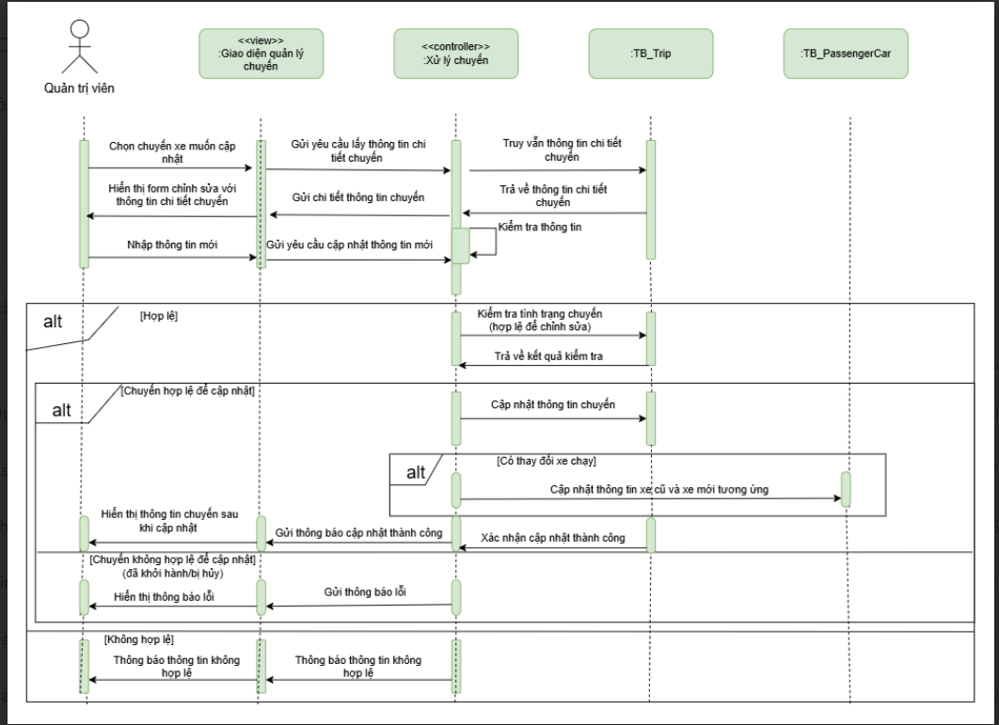 <<view>>
:Giao diện quản lý
chuyến
<<controller>>
:Xử lý chuyến
:TB_Trip
:TB_PassengerCar
Quản trị viên
Chọn chuyến xe muốn cập
nhật
Gửi yêu cầu lấy thông tin chi
tiết chuyến
Truy vấn thông tin chi tiết
chuyến
Hiển thị form chỉnh sửa với
thông tin chi tiết chuyến
Gửi chi tiết thông tin chuyến
Trả về thông tin chi tiết
chuyến
Kiểm tra thông tin
Nhập thông tin mới
Gửi yêu cầu cập nhật thông tin mới
alt
[Hợp lệ]
Kiểm tra tình trạng chuyến
(hợp lệ để chỉnh sửa)
Trả về kết quả kiểm tra
alt
[Chuyến hợp lệ để cập nhật]
Cập nhật thông tin chuyến
alt
[Có thay đổi xe chạy]
Cập nhật thông tin xe cũ và xe mới tương ứng
Hiển thị thông tin chuyến sau
khi cập nhật
Gửi thông báo cập nhật thành công
Xác nhận cập nhật thành công
[Chuyến không hợp lệ để cập nhật]
(đã khởi hành/bị hủy)
Hiển thị thông báo lỗi
Gửi thông báo lỗi
[Không hợp lệ]
Thông báo thông tin không
hợp lệ
Thông báo thông tin không
hợp lệ